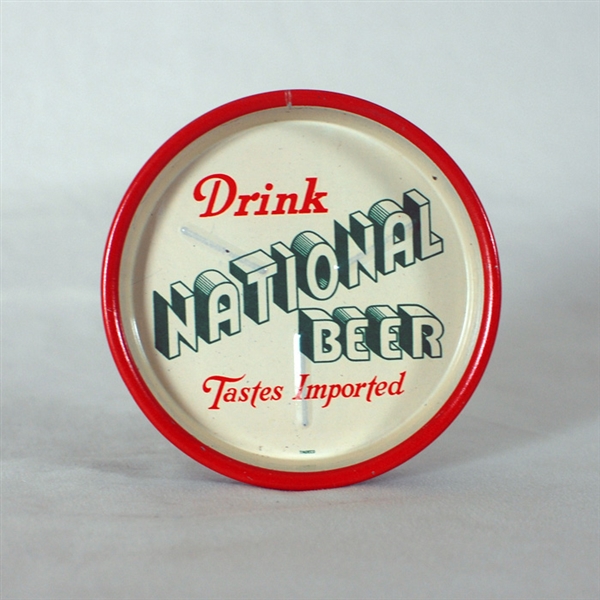 Drink
NATIONAL
BEER
Tastes Imported